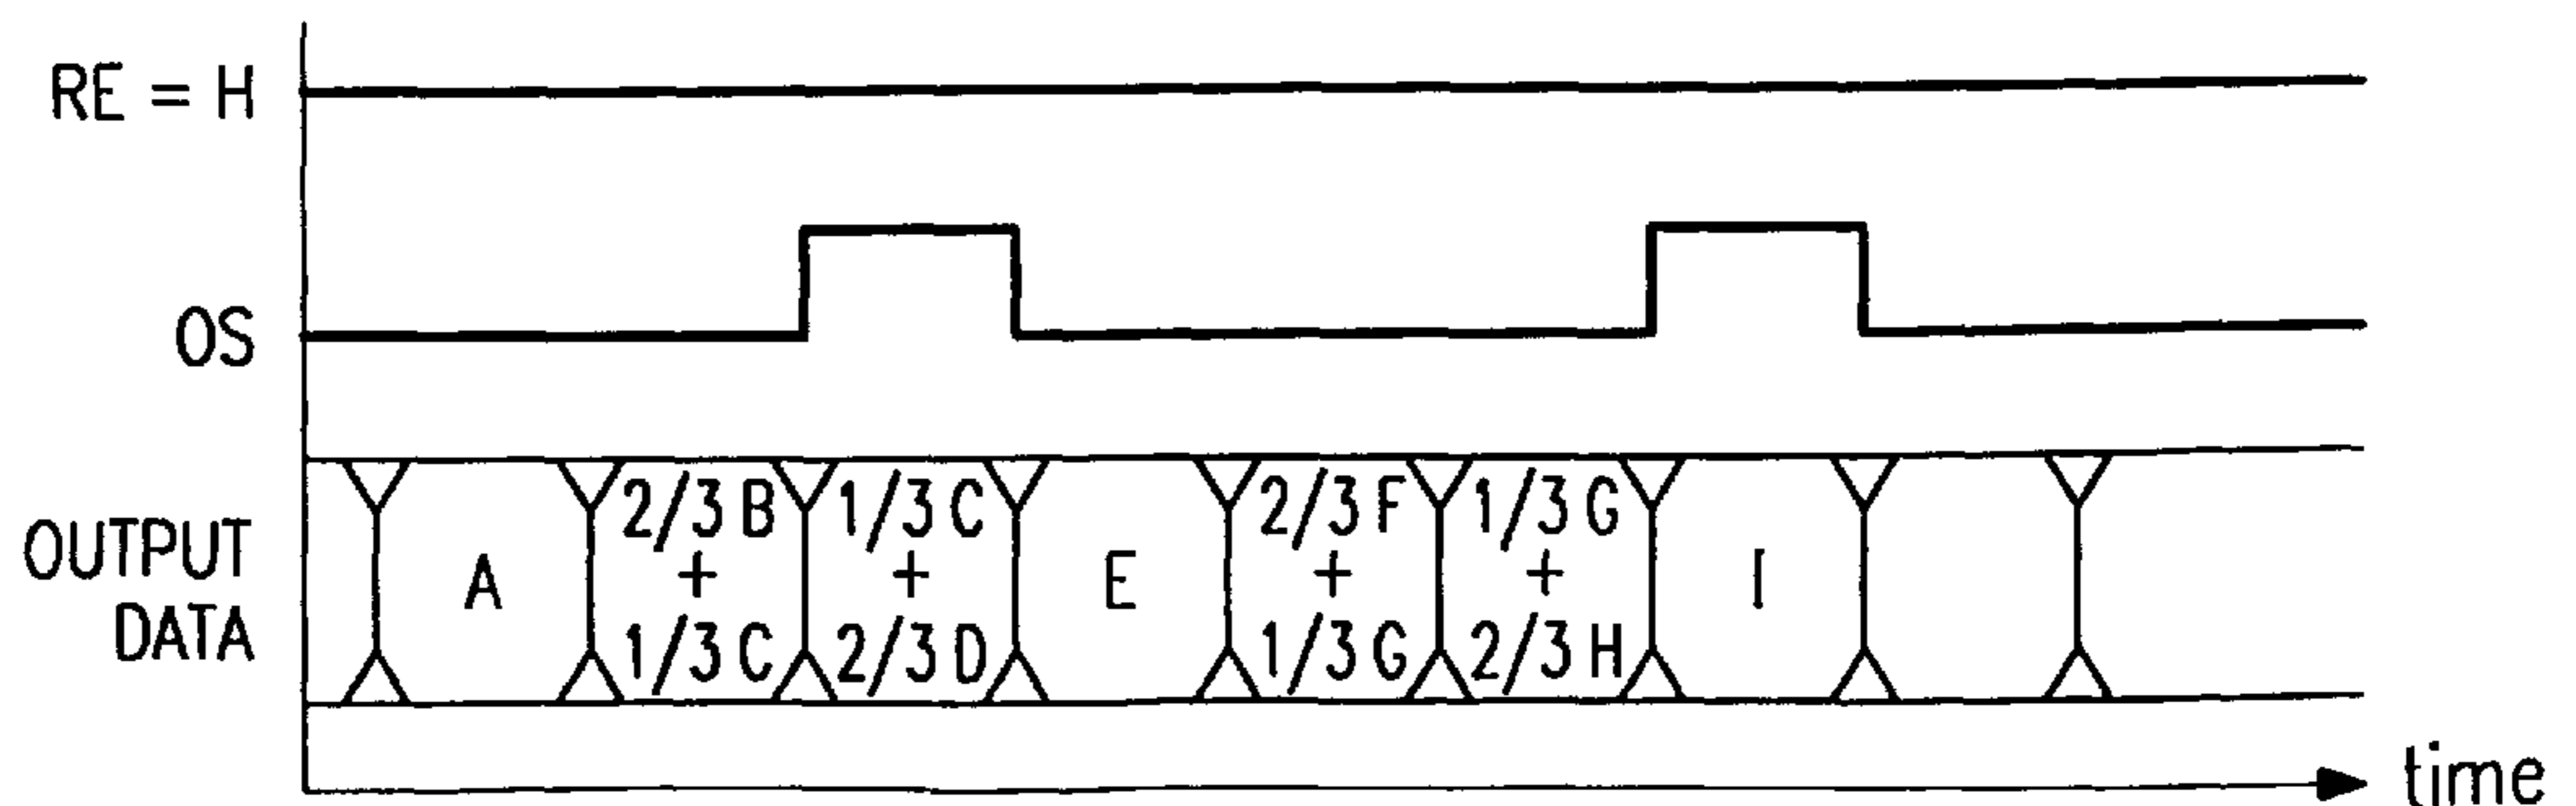 RE = H
OS
OUTPUT
DATA
A
2/3 B
+
1/3 C
1/3 C
+
2/3 D
E
2/3 F
+
1/3 G
1/3 G
+
2/3 H
I
time